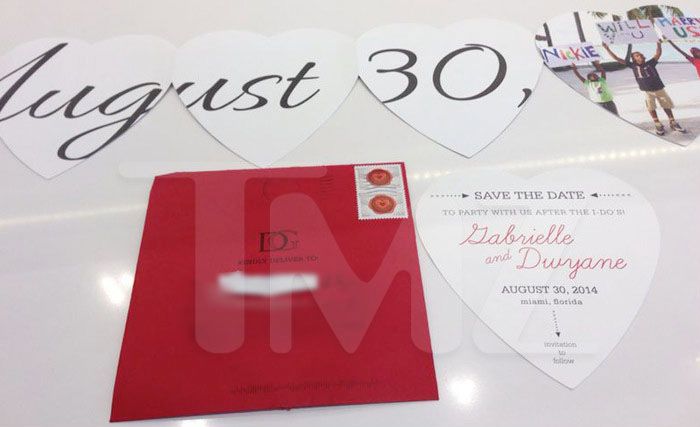 August 30,
NICKIE WILL U MARRY US
DG
KINDLY DELIVER TO:
SAVE THE DATE
TO PARTY WITH US AFTER THE I-DO'S!
Gabrielle
and Dwyane
AUGUST 30, 2014
miami, florida
invitation
to
follow
TMZ